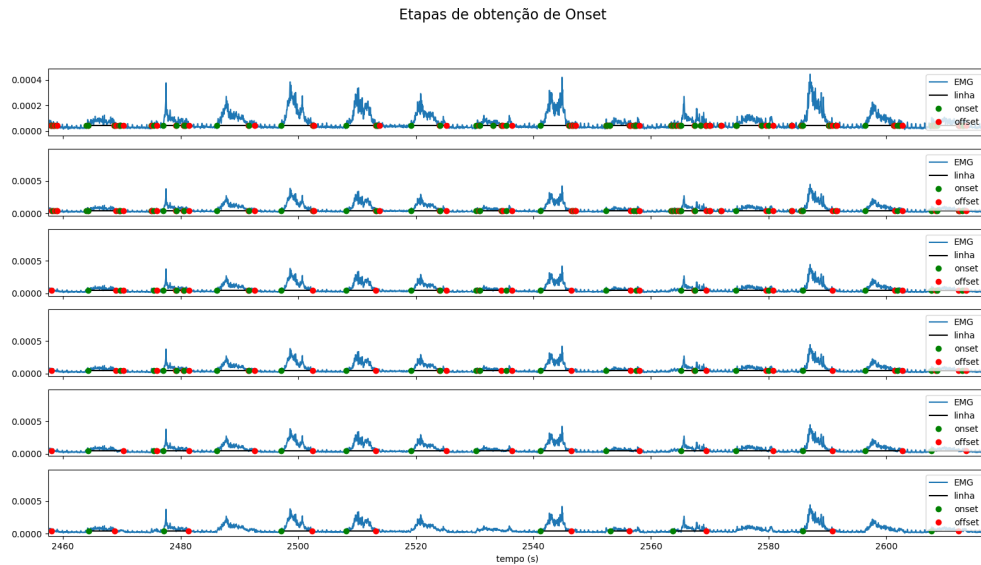 Etapas de obtenção de Onset
0.0004
0.0002
0.0000
EMG
linha
onset
offset
0.0005
0.0000
EMG
linha
onset
offset
0.0005
0.0000
EMG
linha
onset
offset
0.0005
0.0000
EMG
linha
onset
offset
0.0005
0.0000
EMG
linha
onset
offset
0.0005
0.0000
EMG
linha
onset
offset
2460 2480 2500 2520 2540 2560 2580 2600
tempo (s)